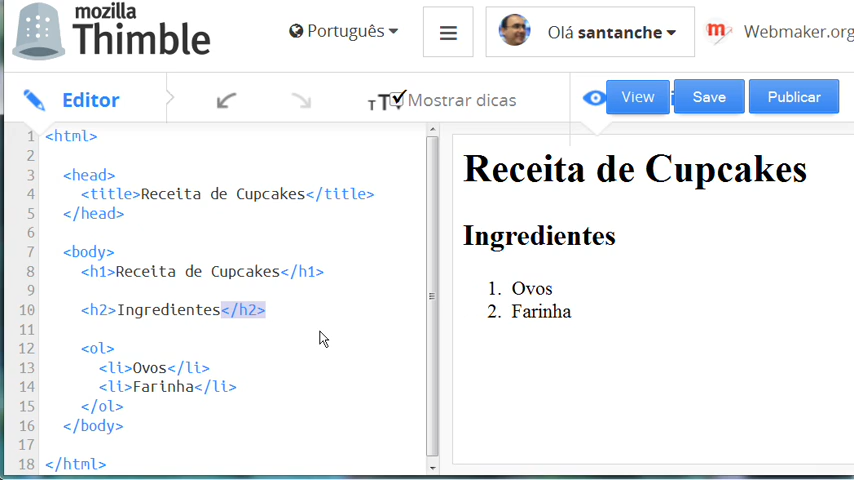 mozilla
Thimble
Português
Olá santanche
Webmaker.org
Editor
TT Mostrar dicas
View
Save
Publicar
1 <html>
2
3 <head>
4 <title>Receita de Cupcakes</title>
5 </head>
6
7 <body>
8 <h1>Receita de Cupcakes</h1>
9
10 <h2>Ingredientes</h2>
11
12 <ol>
13 <li>Ovos</li>
14 <li>Farinha</li>
15 </ol>
16 </body>
17
18 </html>
Receita de Cupcakes
Ingredientes
1. Ovos
2. Farinha